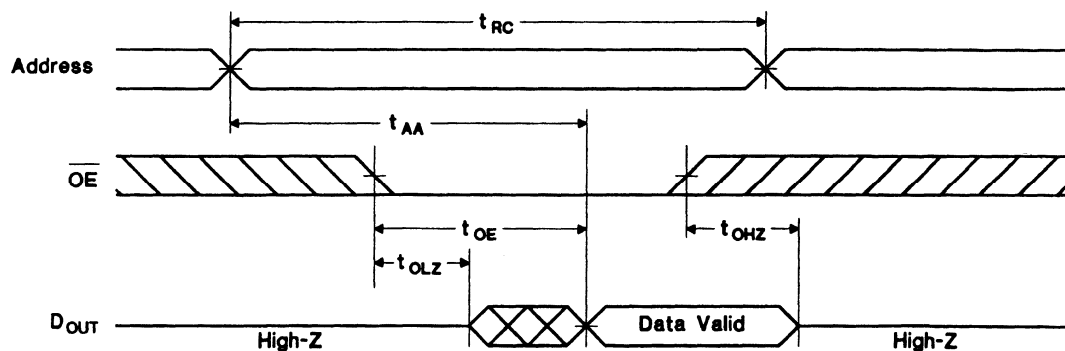 t RC
Address
t AA
OE
t OE
t OHZ
t OLZ
D OUT
High-Z
Data Valid
High-Z